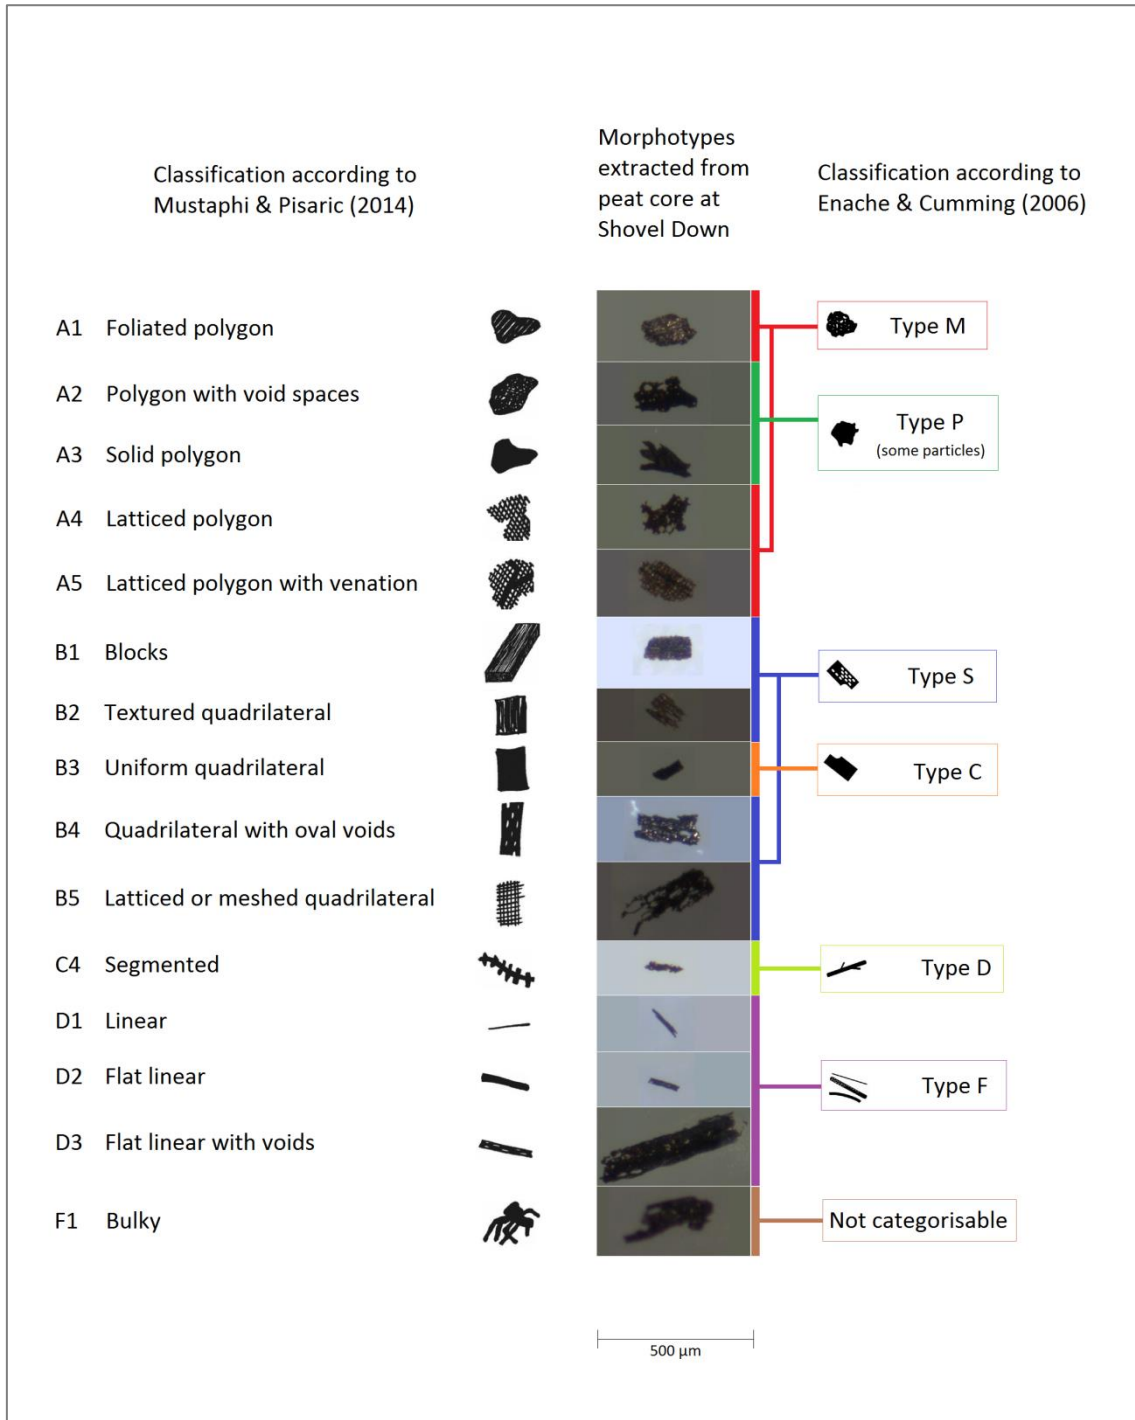 Classification according to
Mustaphi & Pisaric (2014)
Morphotypes
extracted from
peat core at
Shovel Down
Classification according to
Enache & Cumming (2006)
A1 Foliated polygon
Type M
A2 Polygon with void spaces
Type P
(some particles)
A3 Solid polygon
A4 Latticed polygon
A5 Latticed polygon with venation
B1 Blocks
Type S
B2 Textured quadrilateral
B3 Uniform quadrilateral
Type C
B4 Quadrilateral with oval voids
B5 Latticed or meshed quadrilateral
C4 Segmented
Type D
D1 Linear
D2 Flat linear
Type F
D3 Flat linear with voids
F1 Bulky
Not categorisable
500 µm